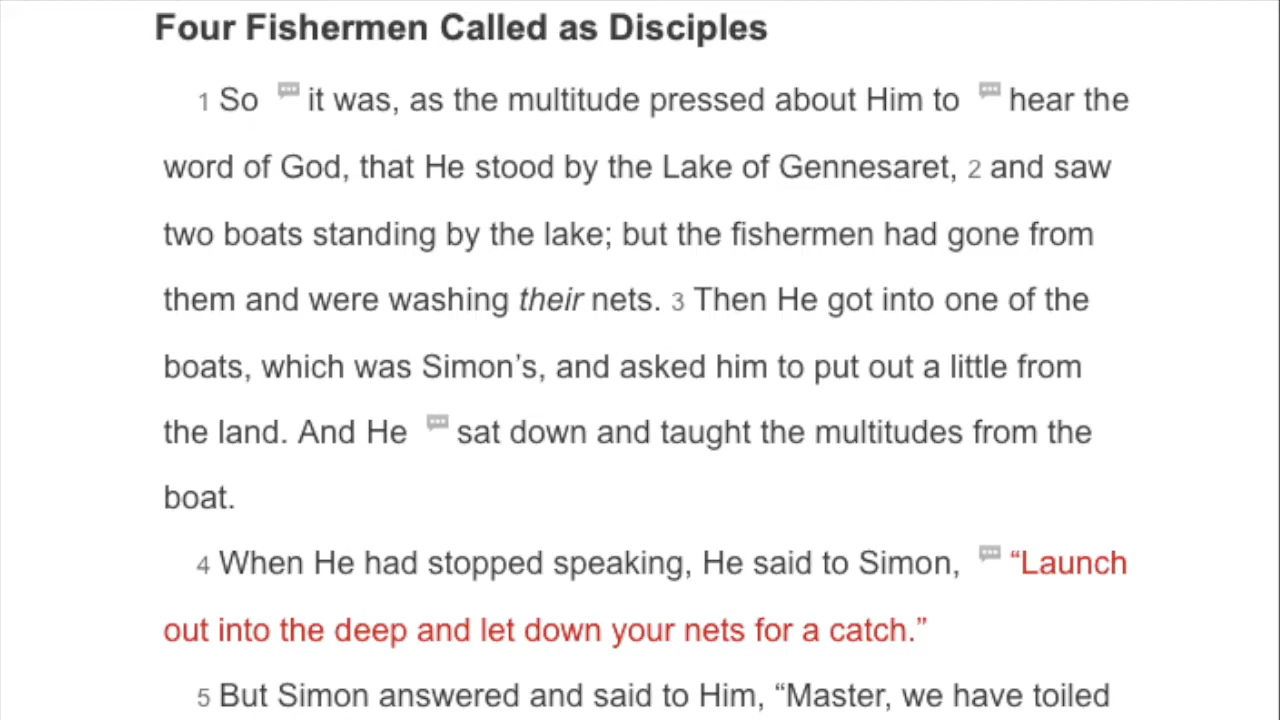 Four Fishermen Called as Disciples
1 So it was, as the multitude pressed about Him to hear the
word of God, that He stood by the Lake of Gennesaret, 2 and saw
two boats standing by the lake; but the fishermen had gone from
them and were washing their nets. 3 Then He got into one of the
boats, which was Simon’s, and asked him to put out a little from
the land. And He sat down and taught the multitudes from the
boat.
4 When He had stopped speaking, He said to Simon, “Launch
out into the deep and let down your nets for a catch.”
5 But Simon answered and said to Him, “Master, we have toiled